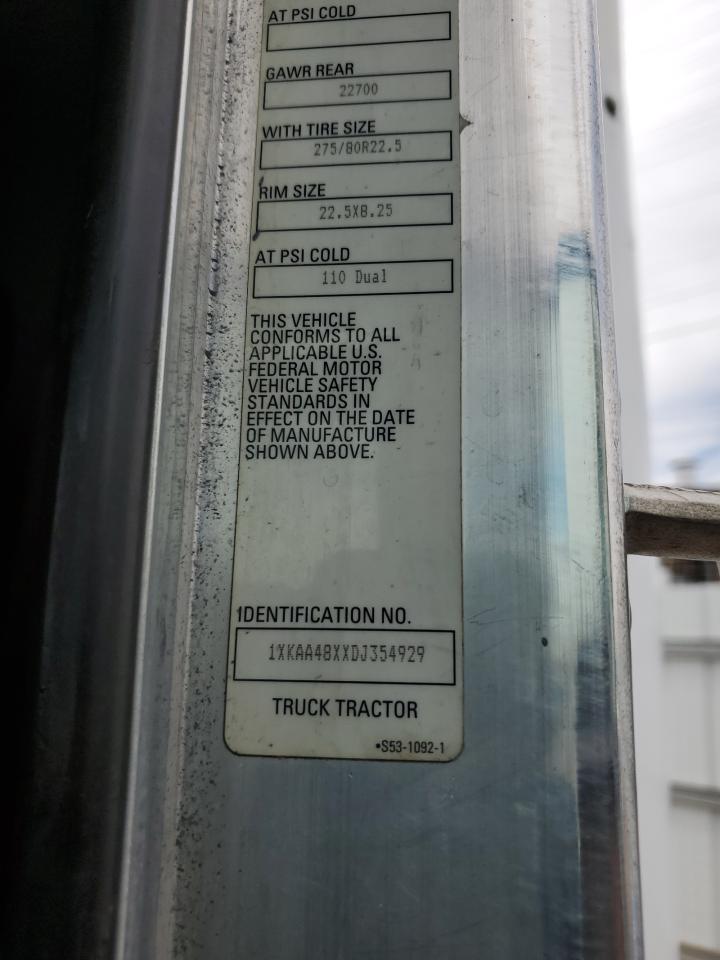 AT PSI COLD
GAWR REAR
22700
WITH TIRE SIZE
275/80R22.5
RIM SIZE
22.5X8.25
AT PSI COLD
110 Dual
THIS VEHICLE
CONFORMS TO ALL
APPLICABLE U.S.
FEDERAL MOTOR
VEHICLE SAFETY
STANDARDS IN
EFFECT ON THE DATE
OF MANUFACTURE
SHOWN ABOVE.
IDENTIFICATION NO.
1XKAA48XXDJ354929
TRUCK TRACTOR
•S53-1092-1